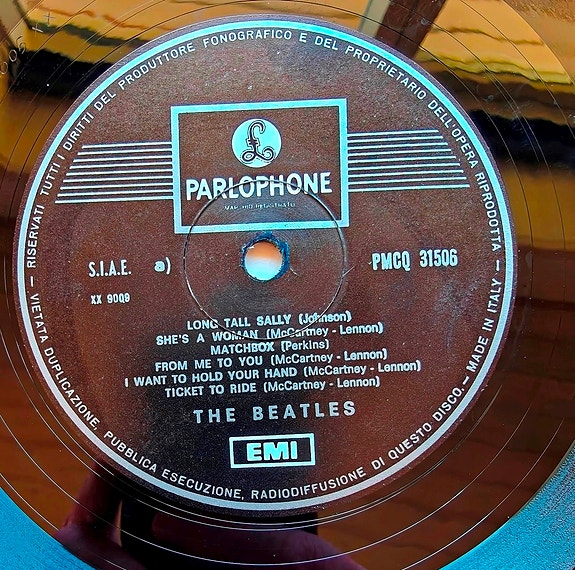 RISERVATI TUTTI I DIRITTI DEL PRODUTTORE FONOGRAFICO E DEL PROPRIETARIO DELL'OPERA RIPRODOTTA
£
PARLOPHONE
S.I.A.E. a)
PMCQ 31506
XX 9009
LONG TALL SALLY (Johnson)
SHE'S A WOMAN (McCartney - Lennon)
MATCHBOX (Perkins)
FROM ME TO YOU (McCartney - Lennon)
I WANT TO HOLD YOUR HAND (McCartney - Lennon)
TICKET TO RIDE (McCartney - Lennon)
THE BEATLES
EMI
— VIETATA DUPLICAZIONE, PUBBLICA ESECUZIONE, RADIODIFFUSIONE DI QUESTO DISCO. — MADE IN ITALY —